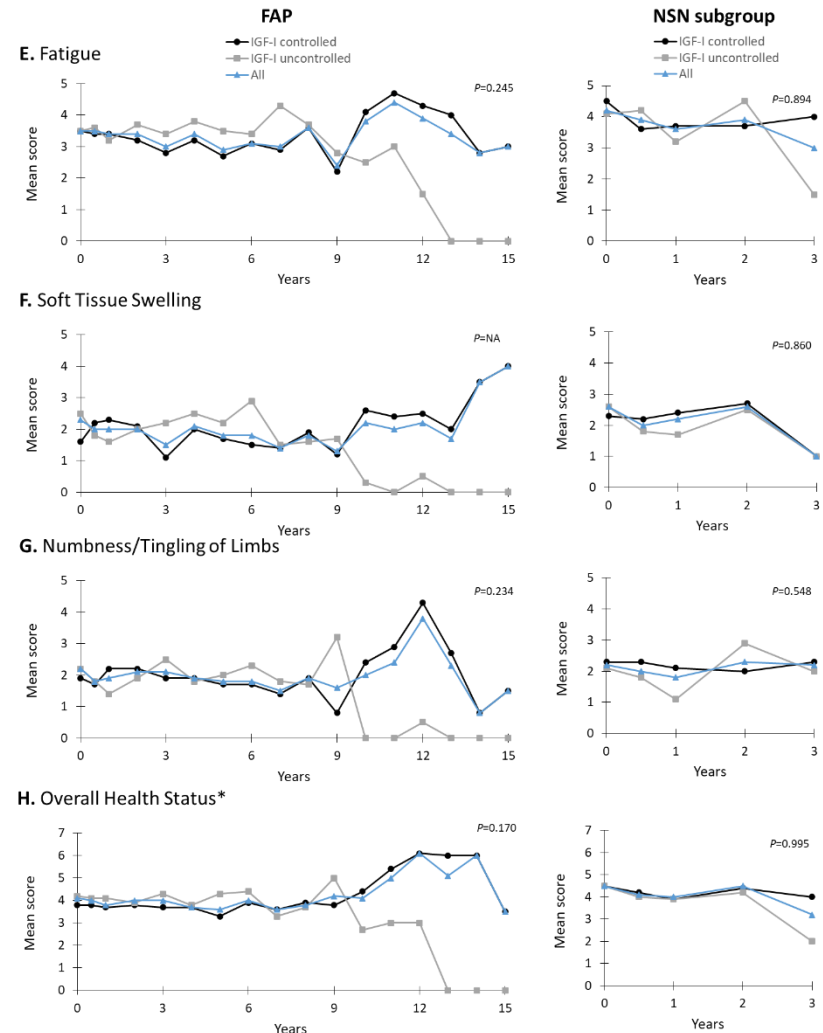 FAP
NSN subgroup
IGF-I controlled
IGF-I uncontrolled
All
IGF-I controlled
IGF-I uncontrolled
All
E. Fatigue
Mean score
5
4
3
2
1
0
P=0.245
0 3 6 9 12 15
Years
Mean score
5
4
3
2
1
0
P=0.894
0 1 2 3
Years
F. Soft Tissue Swelling
Mean score
5
4
3
2
1
0
P=NA
0 3 6 9 12 15
Years
Mean score
5
4
3
2
1
0
P=0.860
0 1 2 3
Years
G. Numbness/Tingling of Limbs
Mean score
5
4
3
2
1
0
P=0.234
0 3 6 9 12 15
Years
Mean score
5
4
3
2
1
0
P=0.548
0 1 2 3
Years
H. Overall Health Status*
Mean score
7
6
5
4
3
2
1
0
P=0.170
0 3 6 9 12 15
Years
Mean score
7
6
5
4
3
2
1
0
P=0.995
0 1 2 3
Years